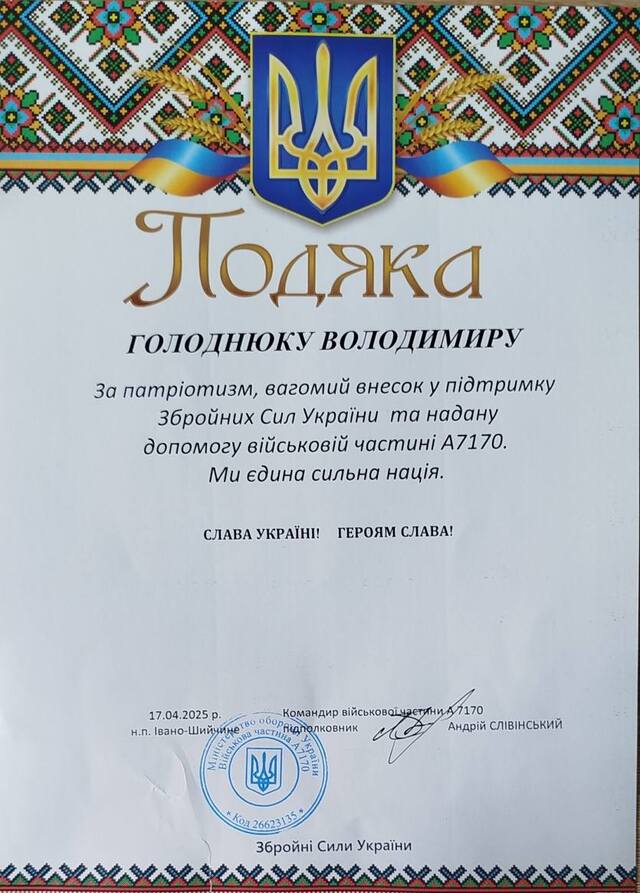 Подяка
ГОЛОДНЮКУ ВОЛОДИМИРУ
За патріотизм, вагомий внесок у підтримку
Збройних Сил України та надану
допомогу військовій частині А7170.
Ми єдина сильна нація.
СЛАВА УКРАЇНІ! ГЕРОЯМ СЛАВА!
17.04.2025 р.
н.п. Івано-Шийчине
Командир військової частини А 7170
підполковник Андрій СЛІВІНСЬКИЙ
Міністерство оборони України
Військова частина А7170
* Код 26623135 *
Збройні Сили України